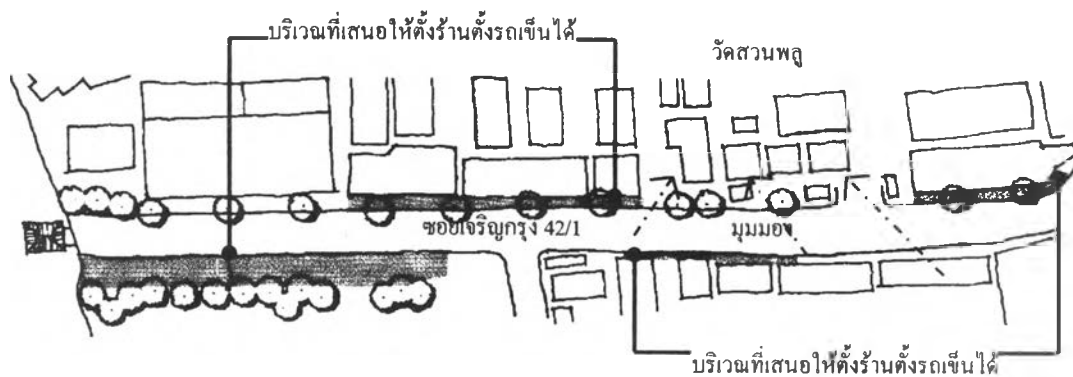 บริเวณที่เสนอให้ตั้งร้านตั้งรถเข็นได้
วัดสวนพลู
ซอยเจริญกรุง 42/1
มุมมอง
บริเวณที่เสนอให้ตั้งร้านตั้งรถเข็นได้